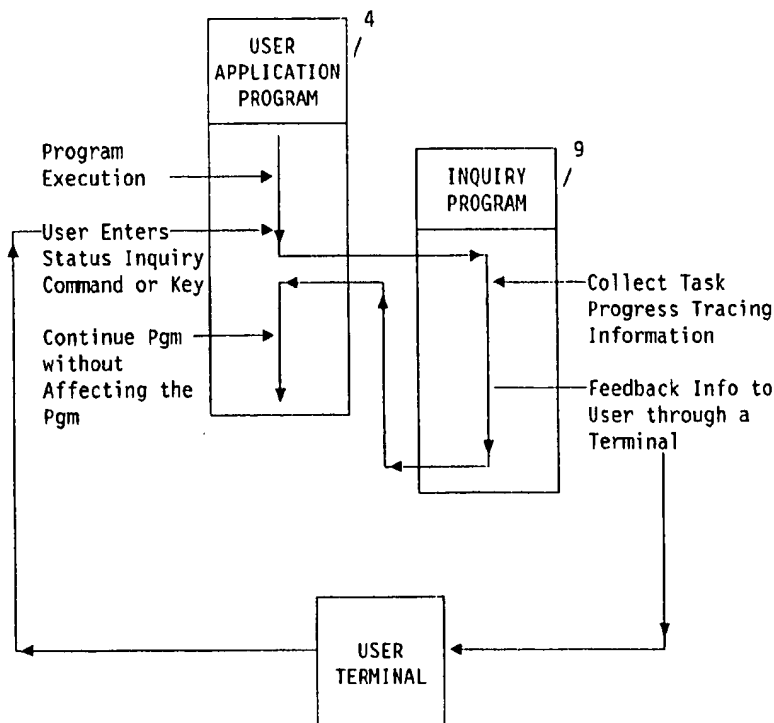 4
USER
APPLICATION
PROGRAM
9
INQUIRY
PROGRAM
Program
Execution
User Enters
Status Inquiry
Command or Key
Continue Pgm
without
Affecting the
Pgm
Collect Task
Progress Tracing
Information
Feedback Info to
User through a
Terminal
USER
TERMINAL